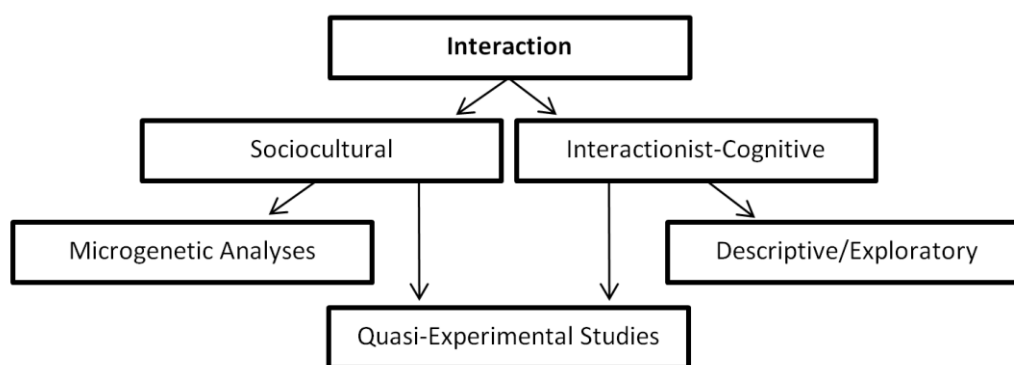 Interaction
Sociocultural
Interactionist-Cognitive
Microgenetic Analyses
Descriptive/Exploratory
Quasi-Experimental Studies